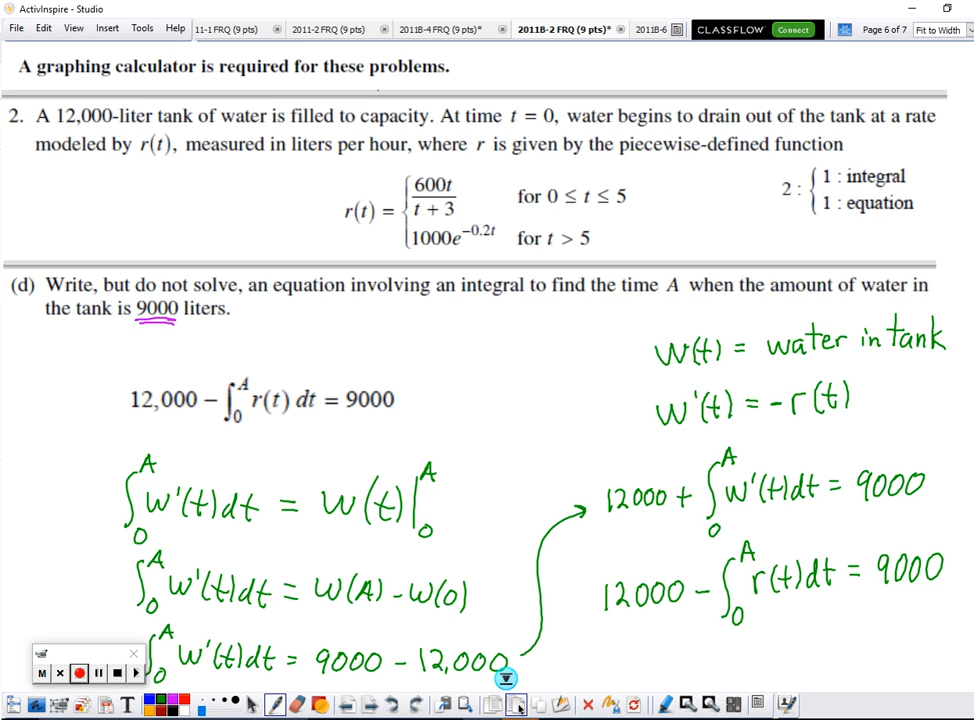 ActivInspire - Studio
File Edit View Insert Tools Help 11-1 FRQ (9 pts) 2011-2 FRQ (9 pts) 2011B-4 FRQ (9 pts)* 2011B-2 FRQ (9 pts)* 2011B-6 CLASSFLOW Connect Page 6 of 7 Fit to Width
A graphing calculator is required for these problems.
2. A 12,000-liter tank of water is filled to capacity. At time t = 0, water begins to drain out of the tank at a rate
modeled by r(t), measured in liters per hour, where r is given by the piecewise-defined function
r(t) = { 600t / t + 3 for 0 ≤ t ≤ 5
1000e^−0.2t for t > 5
2 : { 1 : integral
1 : equation
(d) Write, but do not solve, an equation involving an integral to find the time A when the amount of water in
the tank is 9000 liters.
W(t) = water in tank
W'(t) = -r(t)
12,000 − ∫_0^A r(t) dt = 9000
∫_0^A W'(t)dt = W(t)|_0^A
∫_0^A W'(t)dt = W(A) - W(0)
∫_0^A W'(t)dt = 9000 - 12,000
12000 + ∫_0^A W'(t)dt = 9000
12000 - ∫_0^A r(t)dt = 9000
M
T